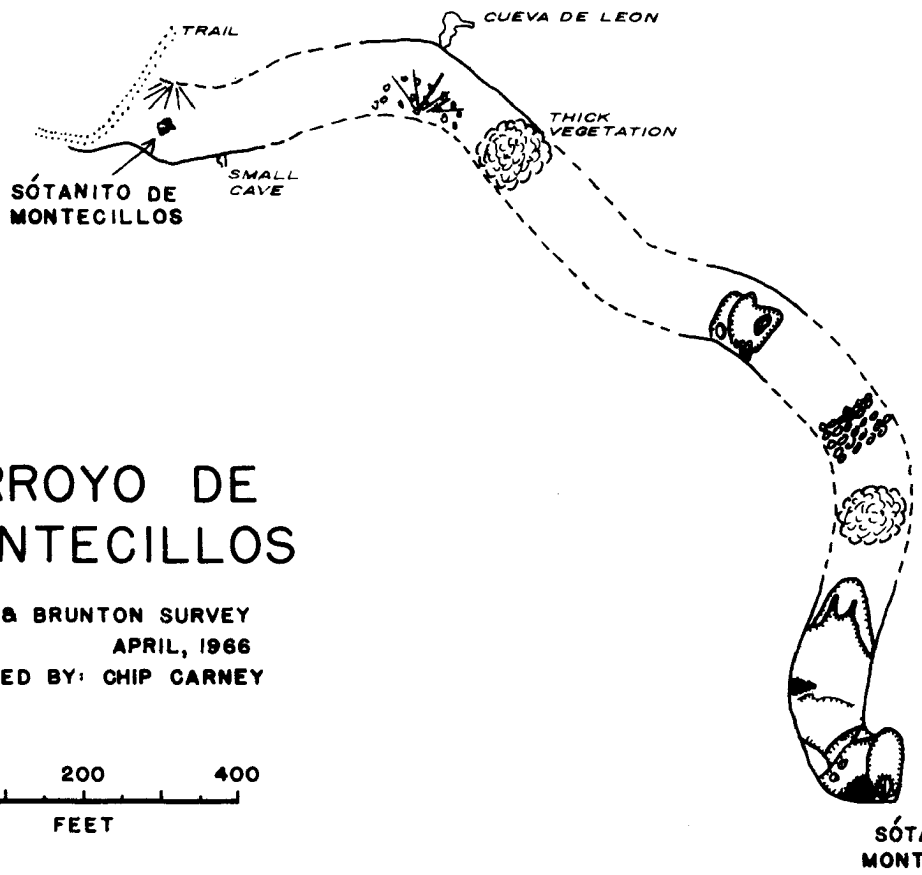 TRAIL
CUEVA DE LEON
THICK
VEGETATION
SMALL
CAVE
SÓTANITO DE
MONTECILLOS
RROYO DE
NTECILLOS
& BRUNTON SURVEY
APRIL, 1966
ED BY: CHIP CARNEY
200 400
FEET
SÓTA
MONT